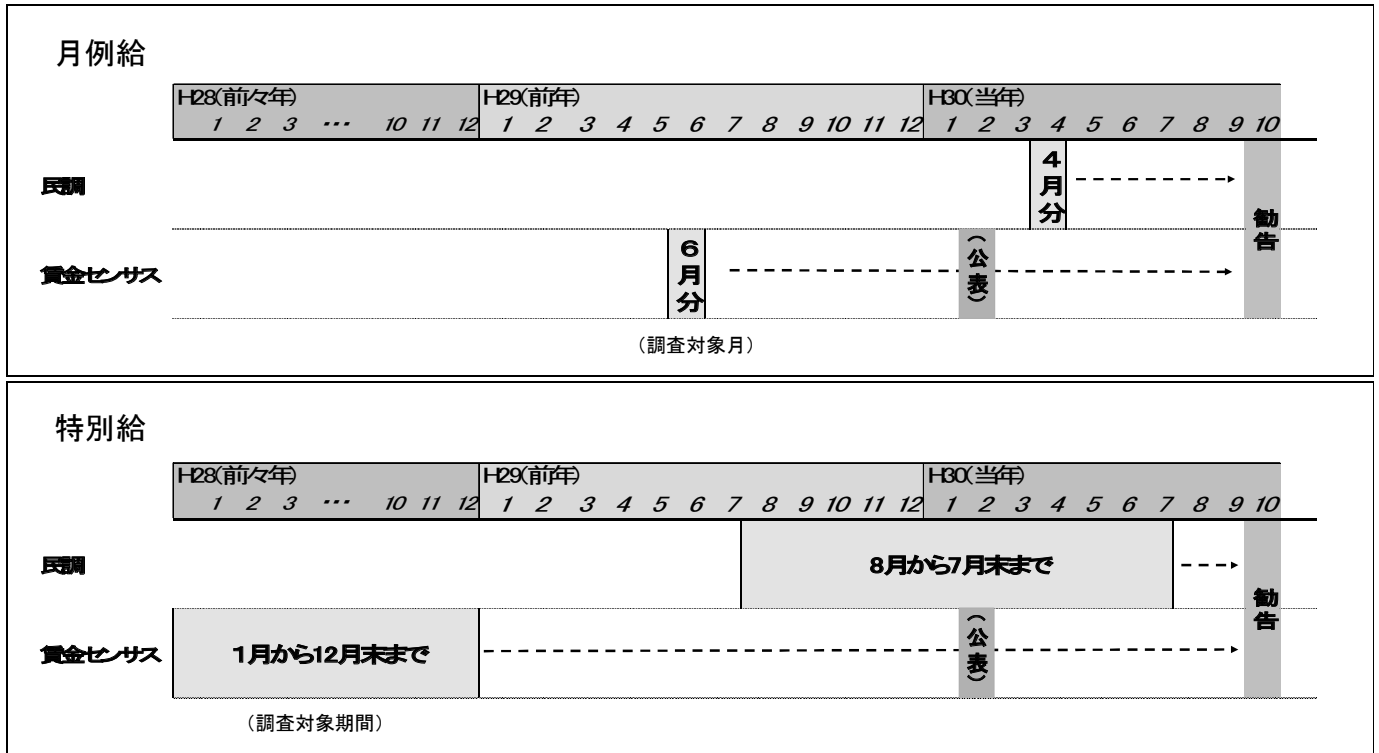 月例給
H28(前々年) H29(前年) H30(当年)
1 2 3 … 10 11 12 1 2 3 4 5 6 7 8 9 10 11 12 1 2 3 4 5 6 7 8 9 10
民調
4月分
勧告
賃金センサス
6月分
(公表)
(調査対象月)
特別給
H28(前々年) H29(前年) H30(当年)
1 2 3 … 10 11 12 1 2 3 4 5 6 7 8 9 10 11 12 1 2 3 4 5 6 7 8 9 10
民調
8月から7月末まで
勧告
賃金センサス
1月から12月末まで
(公表)
(調査対象期間)